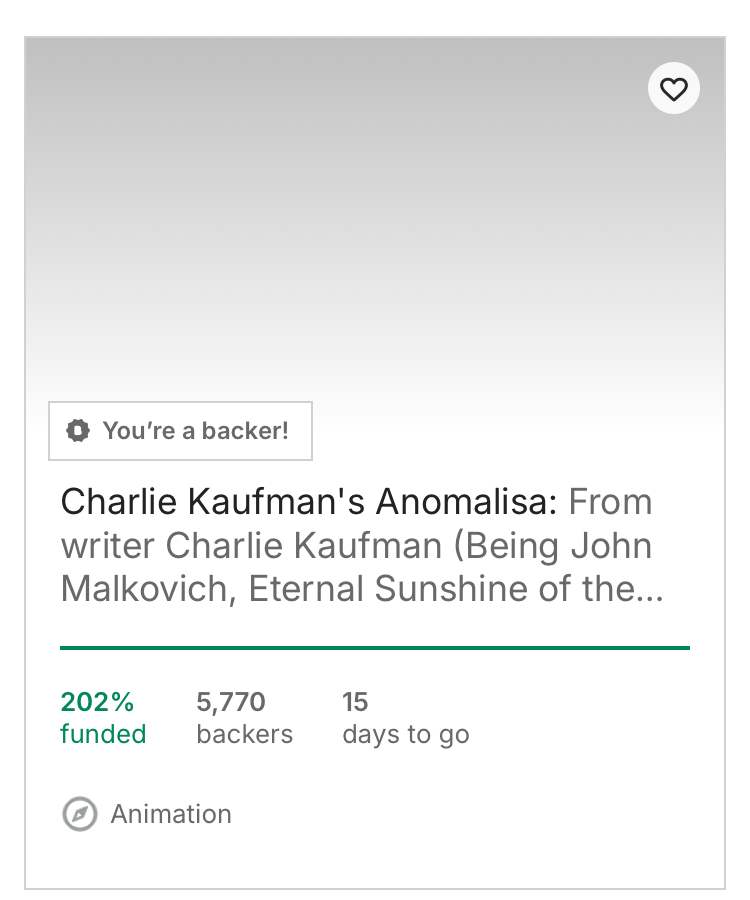 You’re a backer!
Charlie Kaufman's Anomalisa: From
writer Charlie Kaufman (Being John
Malkovich, Eternal Sunshine of the...
202% 5,770 15
funded backers days to go
Animation